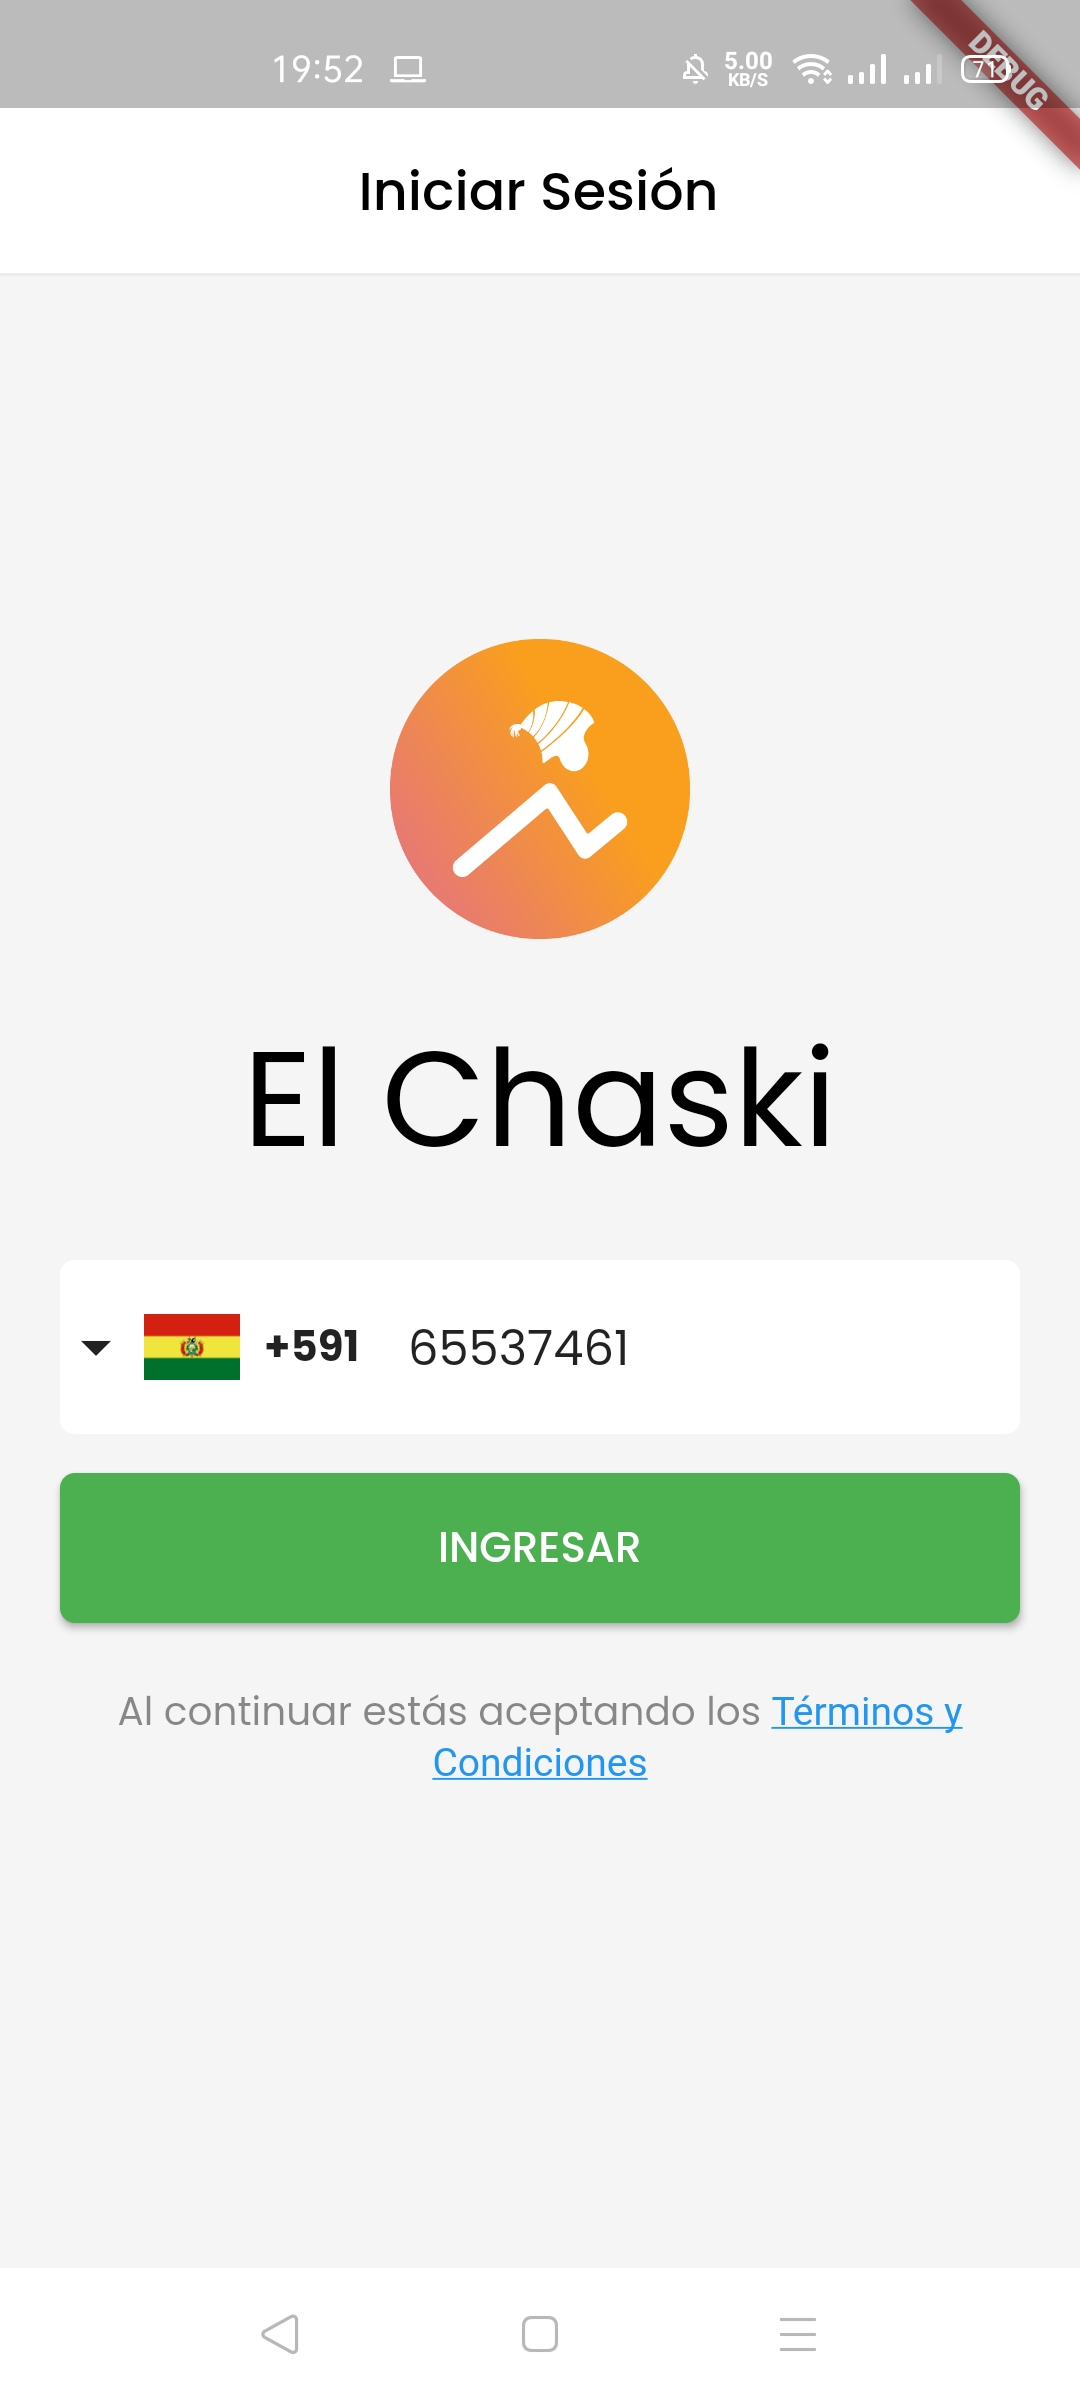 19:52
5.00
KB/S
71
DEBUG
Iniciar Sesión
El Chaski
+591 65537461
INGRESAR
Al continuar estás aceptando los Términos y
Condiciones